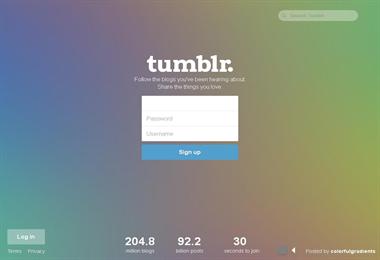 Search Tumblr
tumblr.
Follow the blogs you've been hearing about.
Share the things you love.
Password
Username
Sign up
Log in
204.8
million blogs
92.2
billion posts
30
seconds to join
Terms Privacy
Posted by colorfulgradients